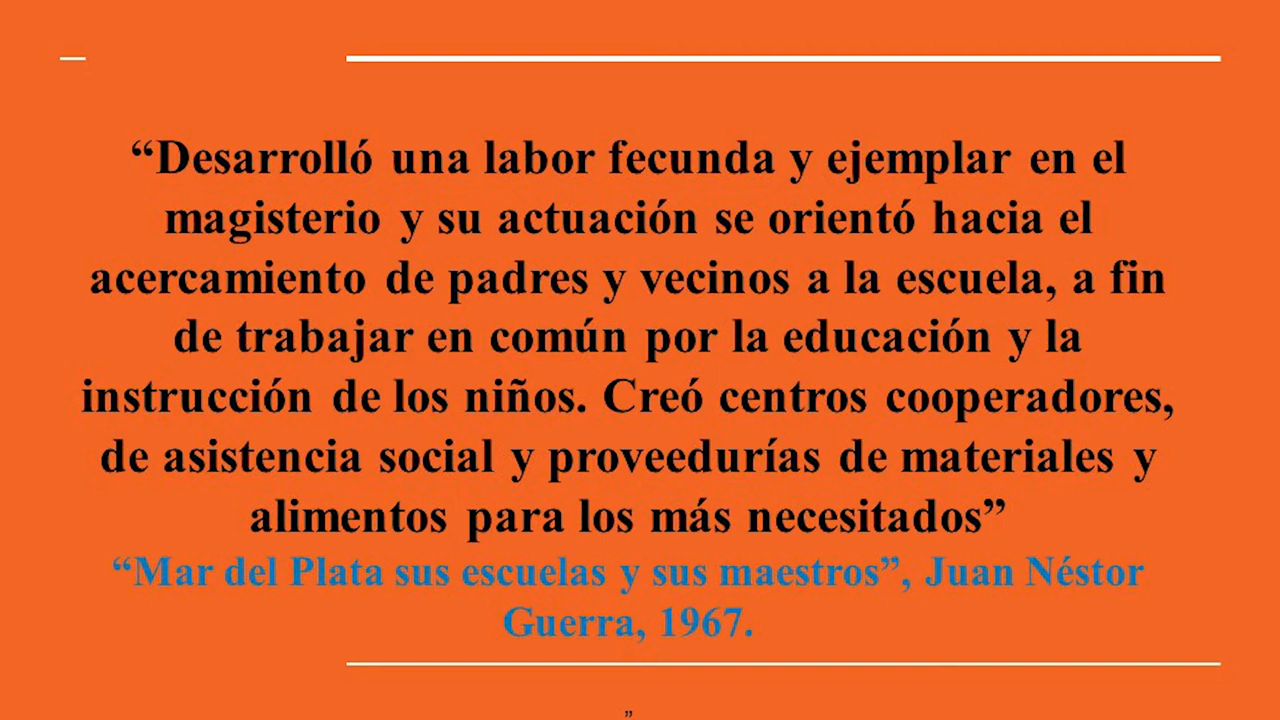 “Desarrolló una labor fecunda y ejemplar en el
magisterio y su actuación se orientó hacia el
acercamiento de padres y vecinos a la escuela, a fin
de trabajar en común por la educación y la
instrucción de los niños. Creó centros cooperadores,
de asistencia social y proveedurías de materiales y
alimentos para los más necesitados”
“Mar del Plata sus escuelas y sus maestros”, Juan Néstor
Guerra, 1967.
”